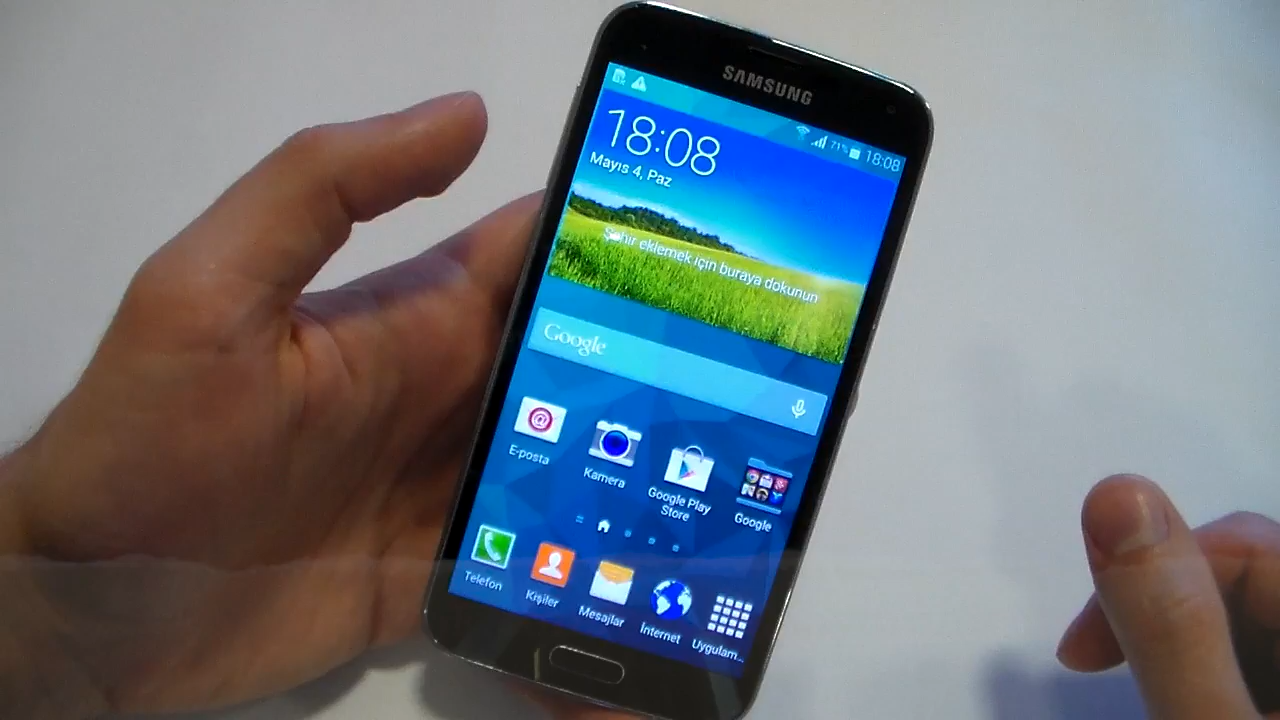 SAMSUNG
71% 18:08
18:08
Mayıs 4, Paz
Şehir eklemek için buraya dokunun
Google
E-posta
Kamera
Google Play
Store
Google
Telefon
Kişiler
Mesajlar
İnternet
Uygulam..